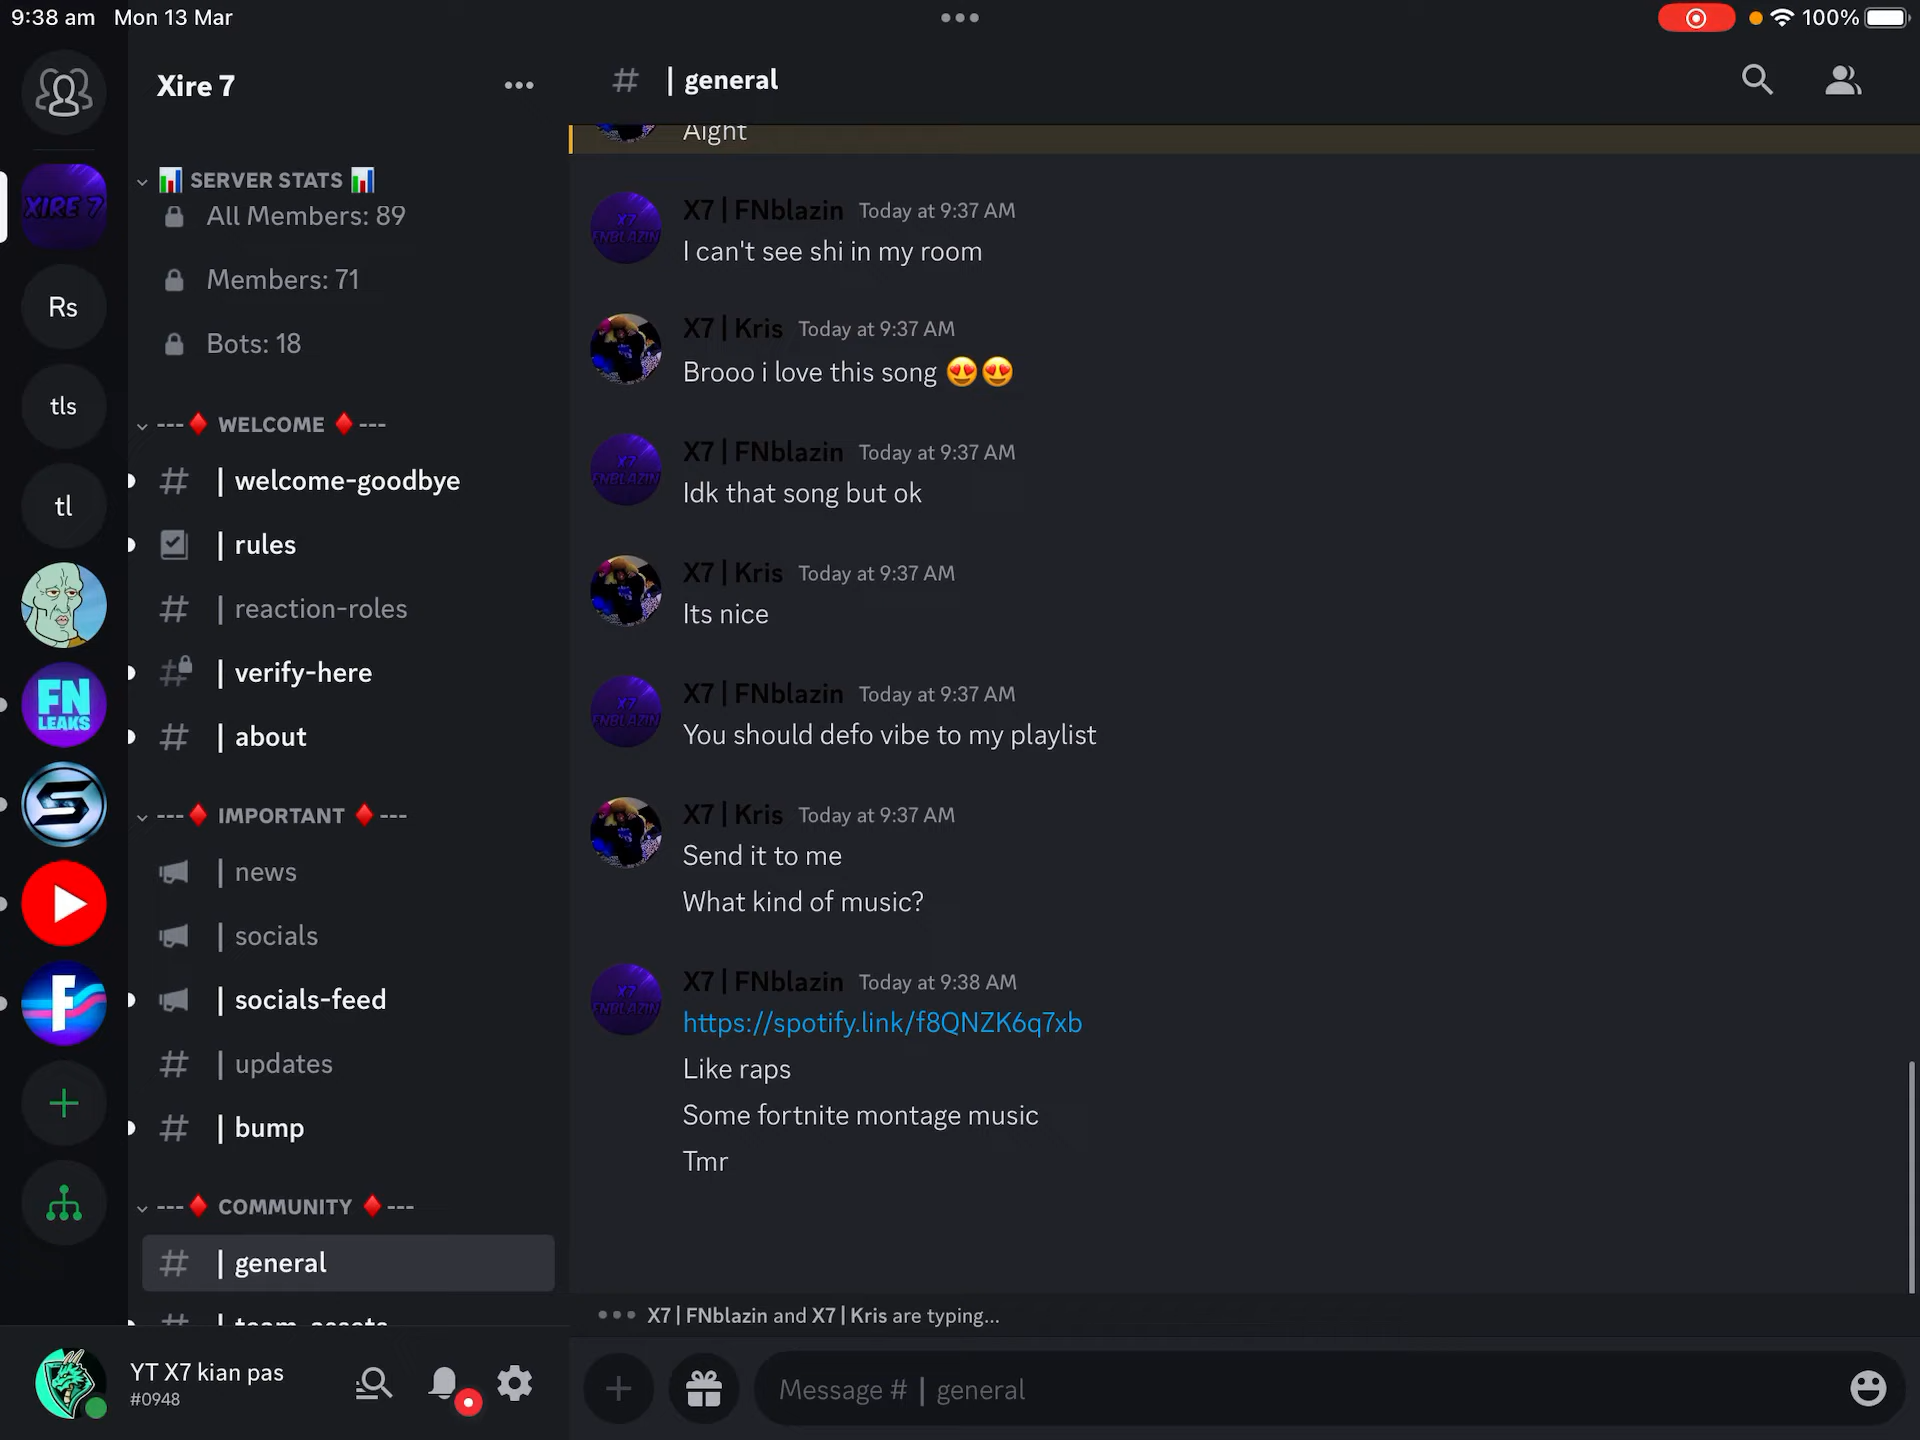 9:38 am Mon 13 Mar
100%
Xire 7
SERVER STATS
All Members: 89
Members: 71
Bots: 18
--- WELCOME ---
| welcome-goodbye
| rules
| reaction-roles
| verify-here
| about
--- IMPORTANT ---
| news
| socials
| socials-feed
| updates
| bump
--- COMMUNITY ---
| general
| team-assets
YT X7 kian pas
#0948
XIRE 7
Rs
tls
tl
FN
LEAKS
S
F
# | general
Aight
X7 | FNblazin Today at 9:37 AM
I can't see shi in my room
X7 | Kris Today at 9:37 AM
Brooo i love this song 😍😍
X7 | FNblazin Today at 9:37 AM
Idk that song but ok
X7 | Kris Today at 9:37 AM
Its nice
X7 | FNblazin Today at 9:37 AM
You should defo vibe to my playlist
X7 | Kris Today at 9:37 AM
Send it to me
What kind of music?
X7 | FNblazin Today at 9:38 AM
https://spotify.link/f8QNZK6q7xb
Like raps
Some fortnite montage music
Tmr
X7 | FNblazin and X7 | Kris are typing...
Message # | general